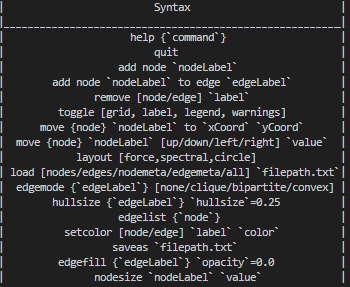 Syntax
help {`command`}
quit
add node `nodeLabel`
add node `nodeLabel` to edge `edgeLabel`
remove [node/edge] `label`
toggle [grid, label, legend, warnings]
move {node} `nodeLabel` to `xCoord` `yCoord`
move {node} `nodeLabel` [up/down/left/right] `value`
layout [force,spectral,circle]
load [nodes/edges/nodemeta/edgemeta/all] `filepath.txt`
edgemode {`edgeLabel`} [none/clique/bipartite/convex]
hullsize {`edgeLabel`} `hullsize`=0.25
edgelist {`node`}
setcolor [node/edge] `label` `color`
saveas `filepath.txt`
edgefill {`edgeLabel`} `opacity`=0.0
nodesize `nodeLabel` `value`